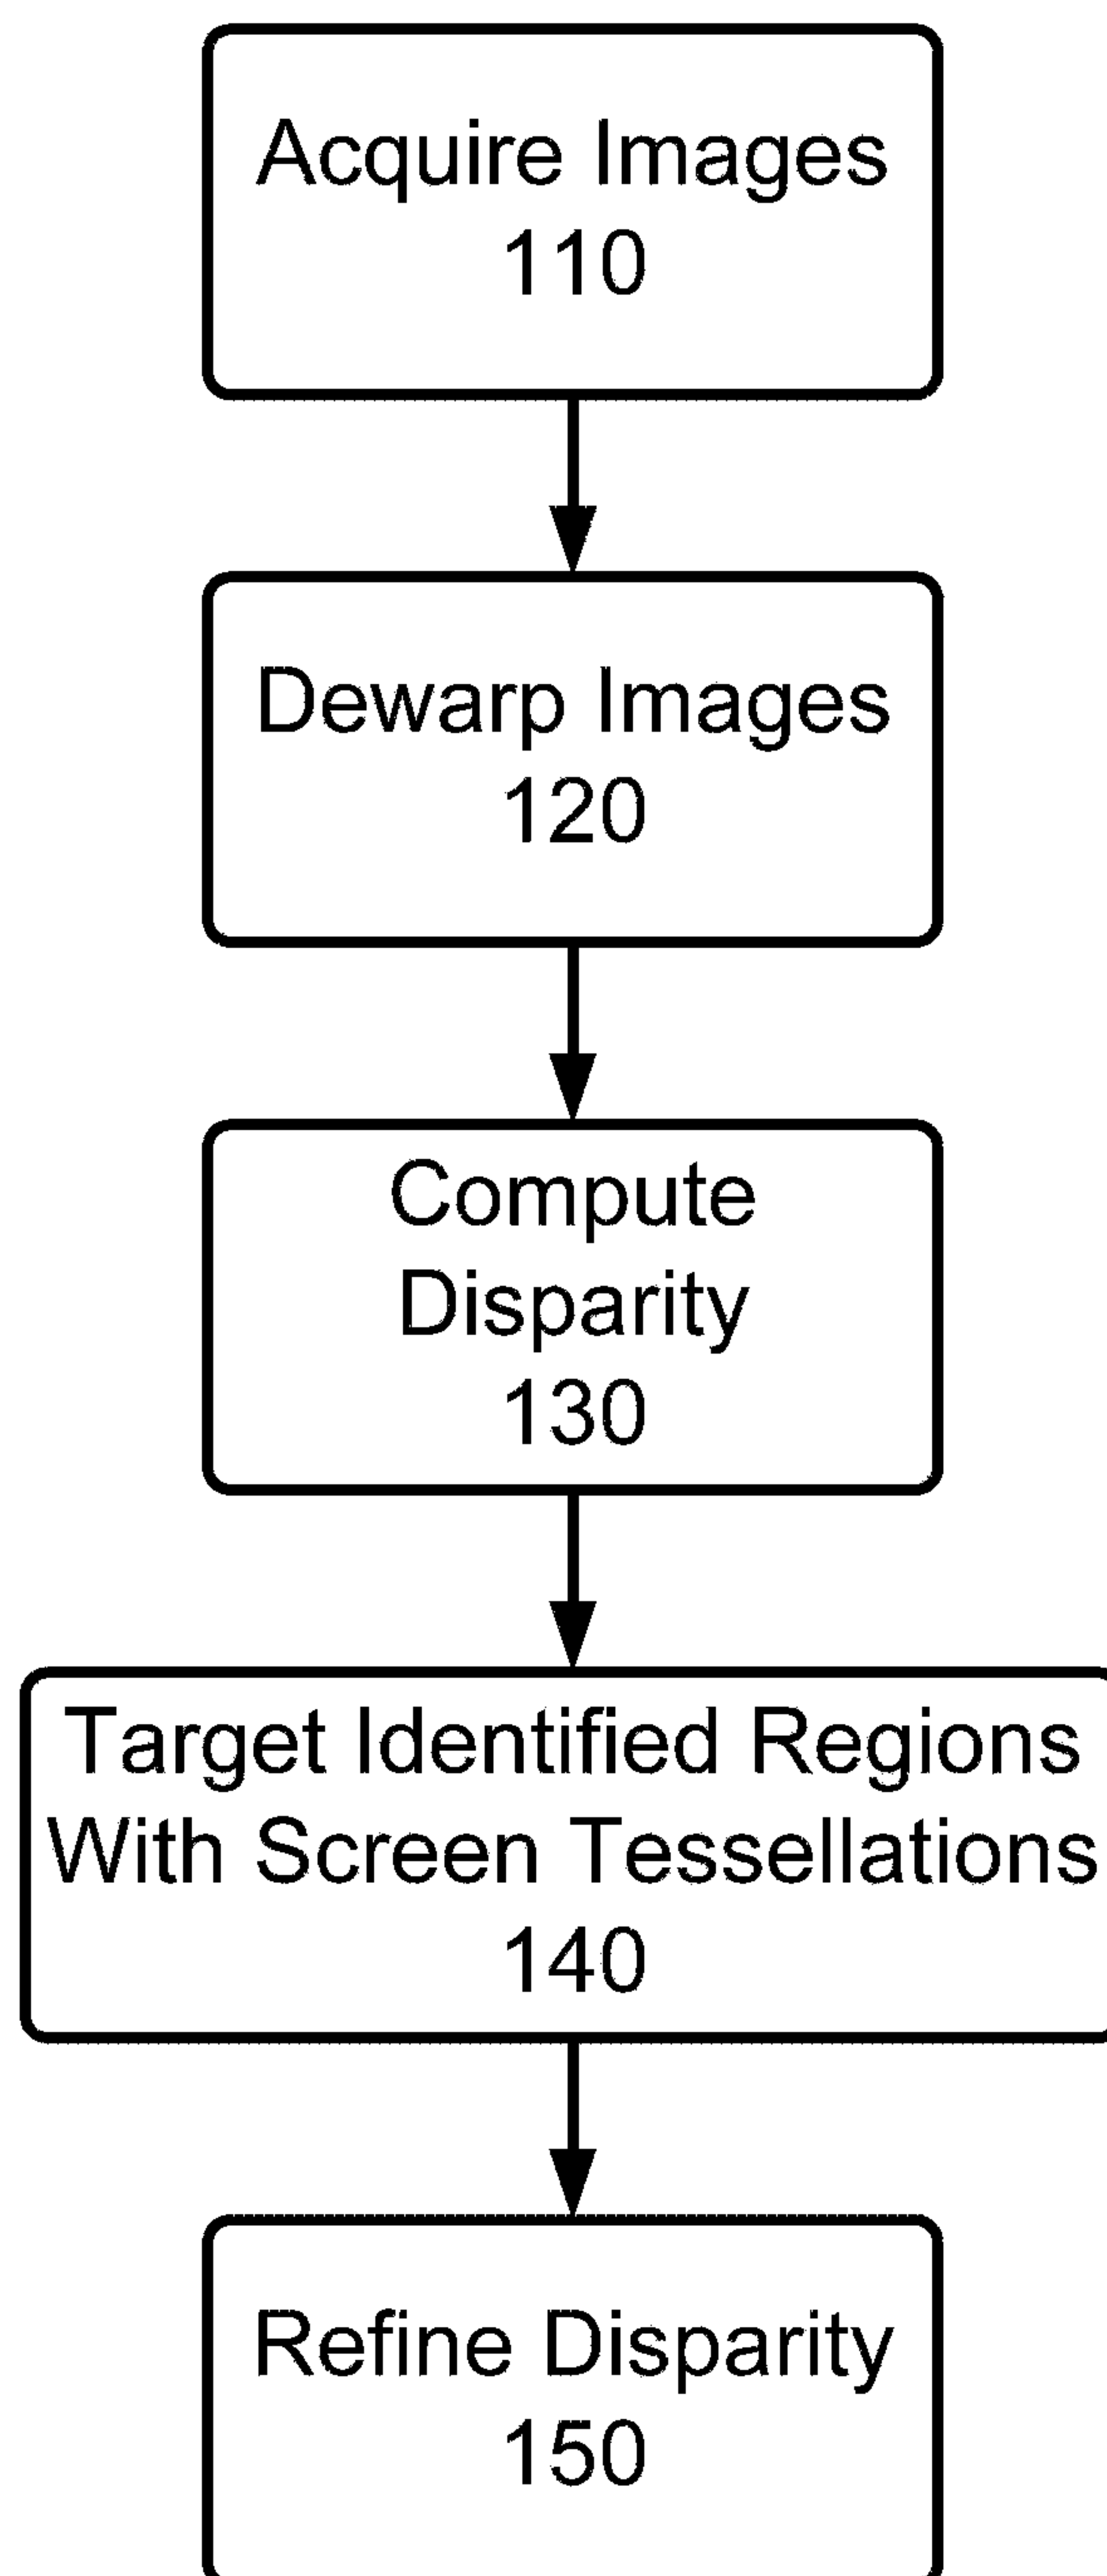 Acquire Images
110
Dewarp Images
120
Compute
Disparity
130
Target Identified Regions
With Screen Tessellations
140
Refine Disparity
150